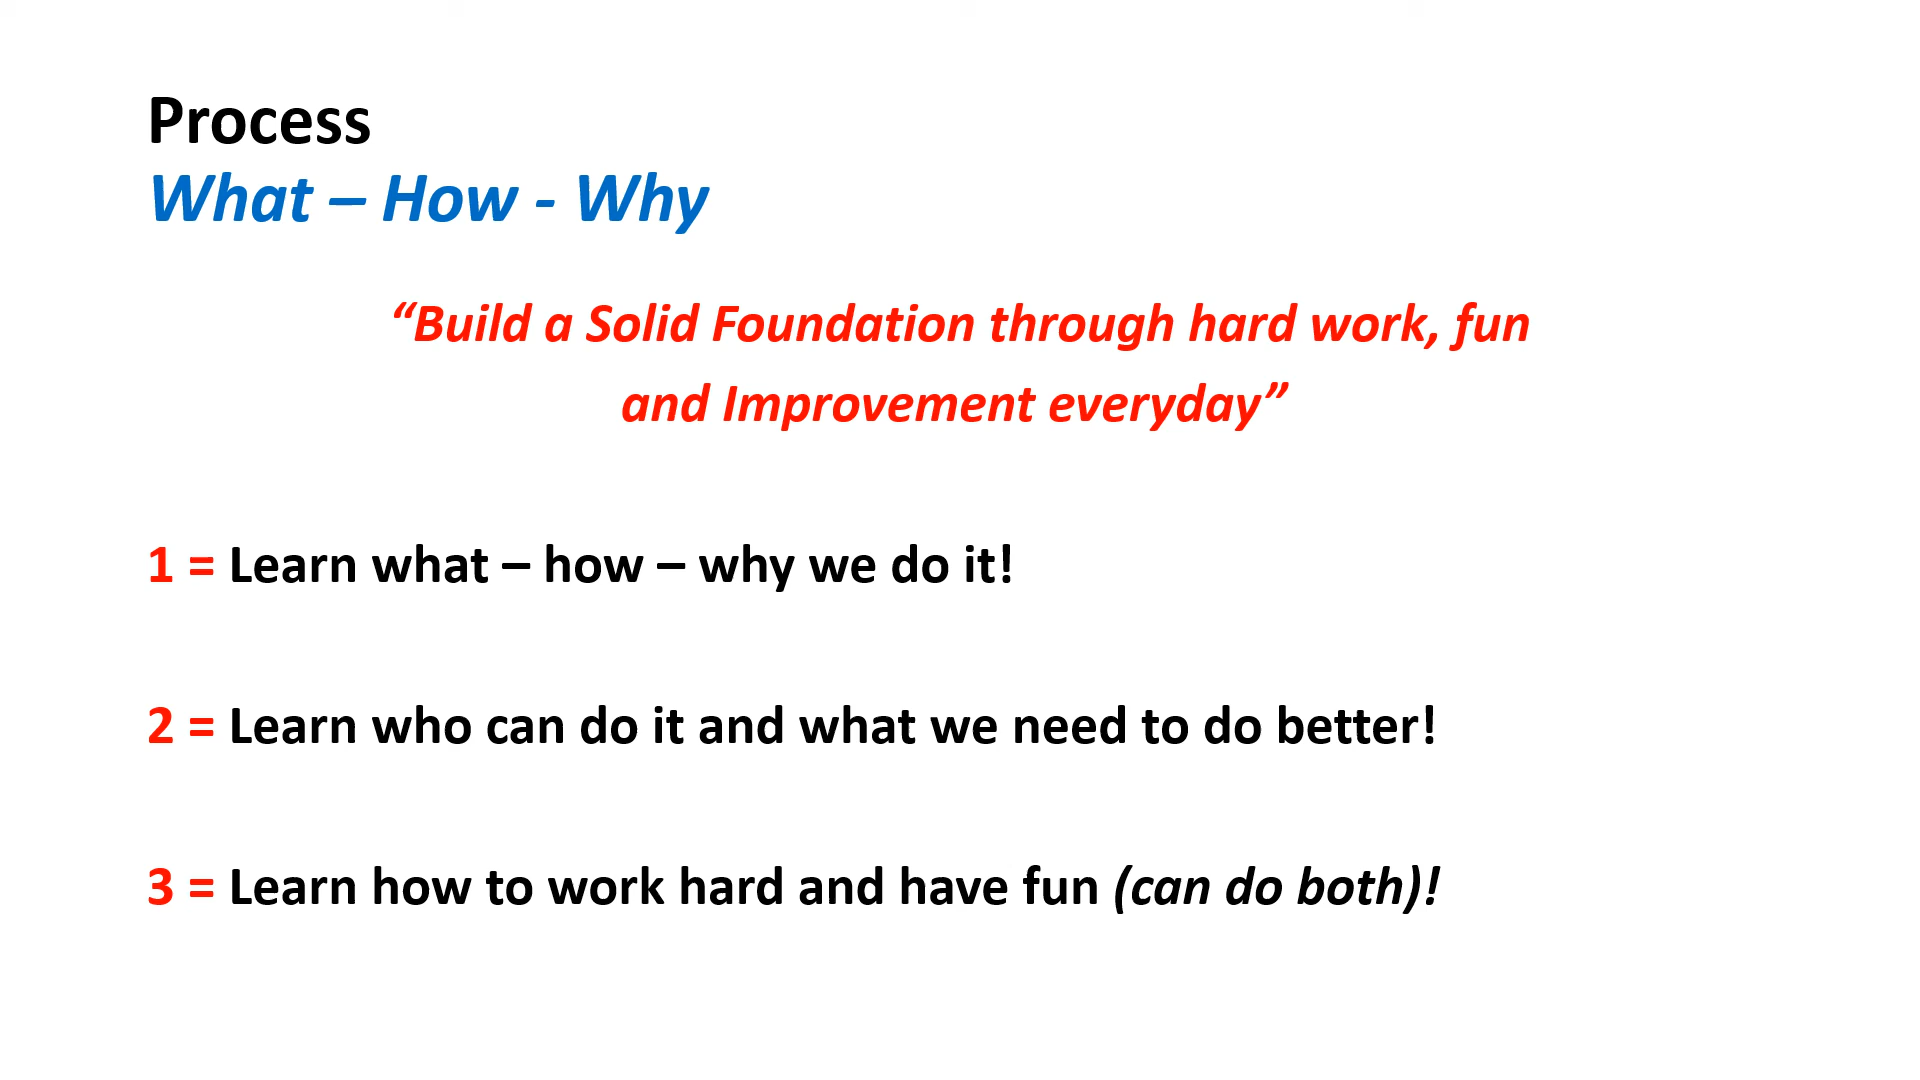 Process
What – How - Why
“Build a Solid Foundation through hard work, fun
and Improvement everyday”
1 = Learn what – how – why we do it!
2 = Learn who can do it and what we need to do better!
3 = Learn how to work hard and have fun (can do both)!